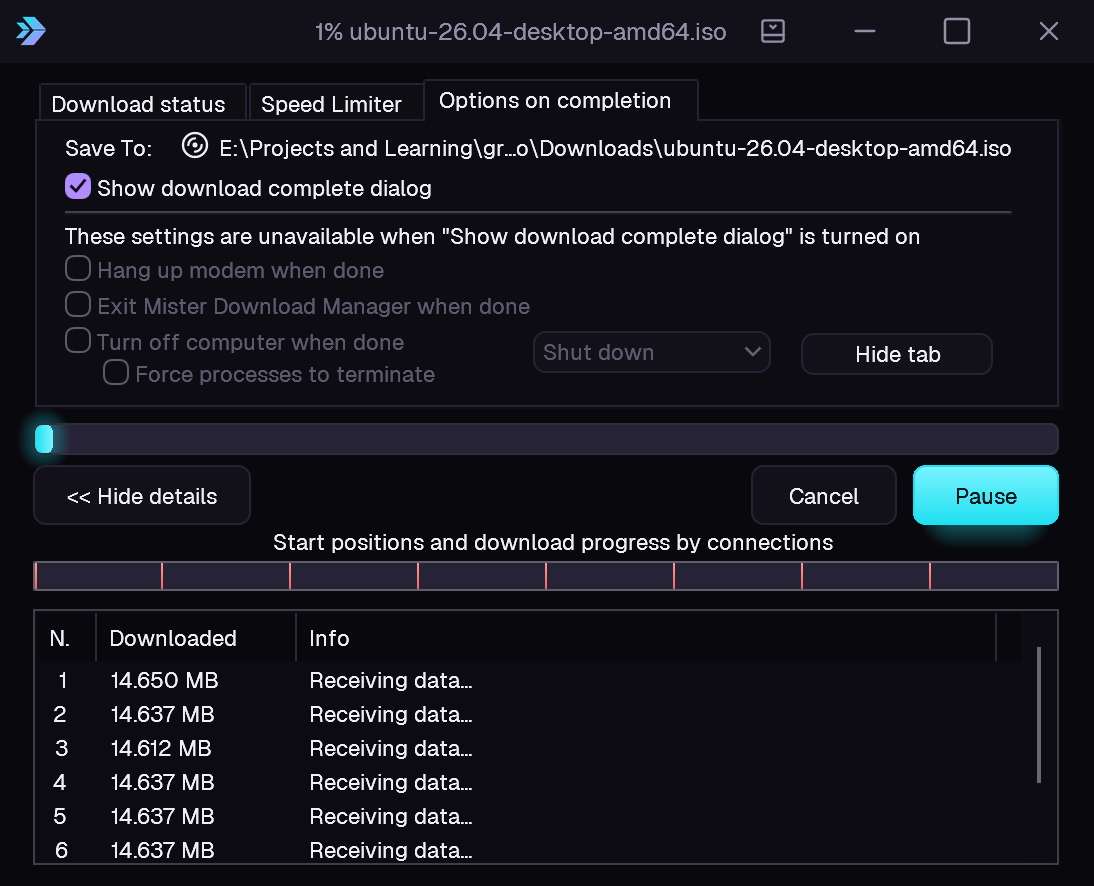 1% ubuntu-26.04-desktop-amd64.iso
Download status
Speed Limiter
Options on completion
Save To:
E:\Projects and Learning\gr...o\Downloads\ubuntu-26.04-desktop-amd64.iso
Show download complete dialog
These settings are unavailable when "Show download complete dialog" is turned on
Hang up modem when done
Exit Mister Download Manager when done
Turn off computer when done
Shut down
Hide tab
Force processes to terminate
<< Hide details
Cancel
Pause
Start positions and download progress by connections
N. Downloaded Info
1 14.650 MB Receiving data...
2 14.637 MB Receiving data...
3 14.612 MB Receiving data...
4 14.637 MB Receiving data...
5 14.637 MB Receiving data...
6 14.637 MB Receiving data...